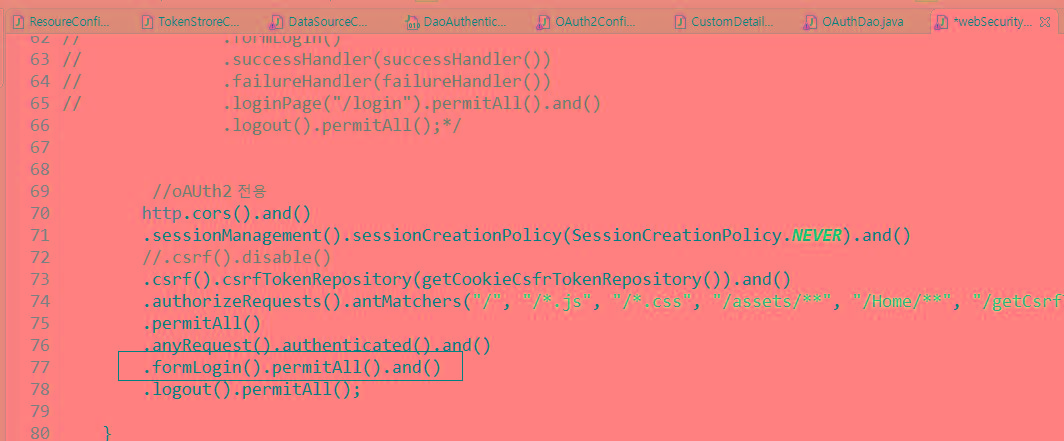 ResoureConfi... TokenStroreC... DataSourceC... DaoAuthentic... OAuth2Confi... CustomDetail... OAuthDao.java *webSecurity...
62 // .formLogin()
63 // .successHandler(successHandler())
64 // .failureHandler(failureHandler())
65 // .loginPage("/login").permitAll().and()
66 .logout().permitAll();*/
67
68
69 //oAUth2 전용
70 http.cors().and()
71 .sessionManagement().sessionCreationPolicy(SessionCreationPolicy.NEVER).and()
72 //.csrf().disable()
73 .csrf().csrfTokenRepository(getCookieCsfrTokenRepository()).and()
74 .authorizeRequests().antMatchers("/", "/*.js", "/*.css", "/assets/**", "/Home/**", "/getCsrf
75 .permitAll()
76 .anyRequest().authenticated().and()
77 .formLogin().permitAll().and()
78 .logout().permitAll();
79
80 }